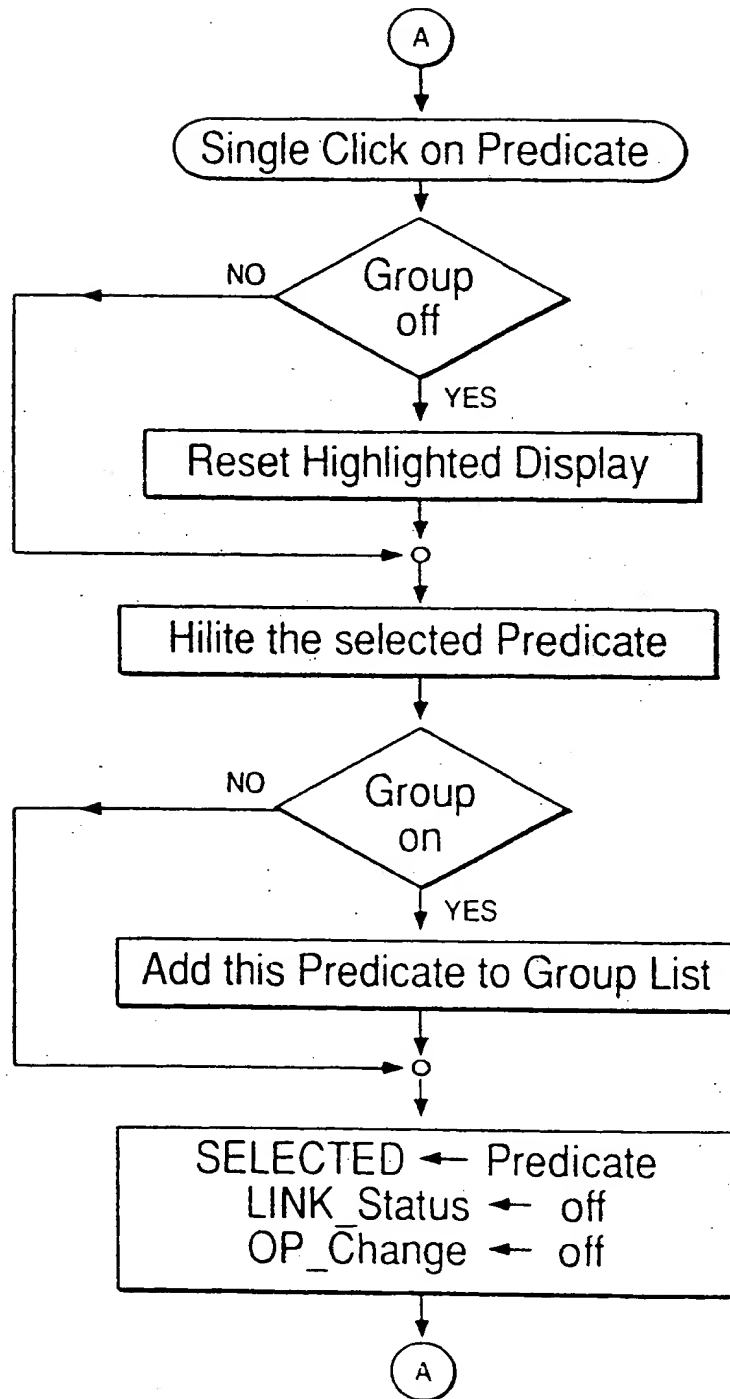 A
Single Click on Predicate
Group
off
NO
YES
Reset Highlighted Display
Hilite the selected Predicate
Group
on
NO
YES
Add this Predicate to Group List
SELECTED ← Predicate
LINK_Status ← off
OP_Change ← off
A